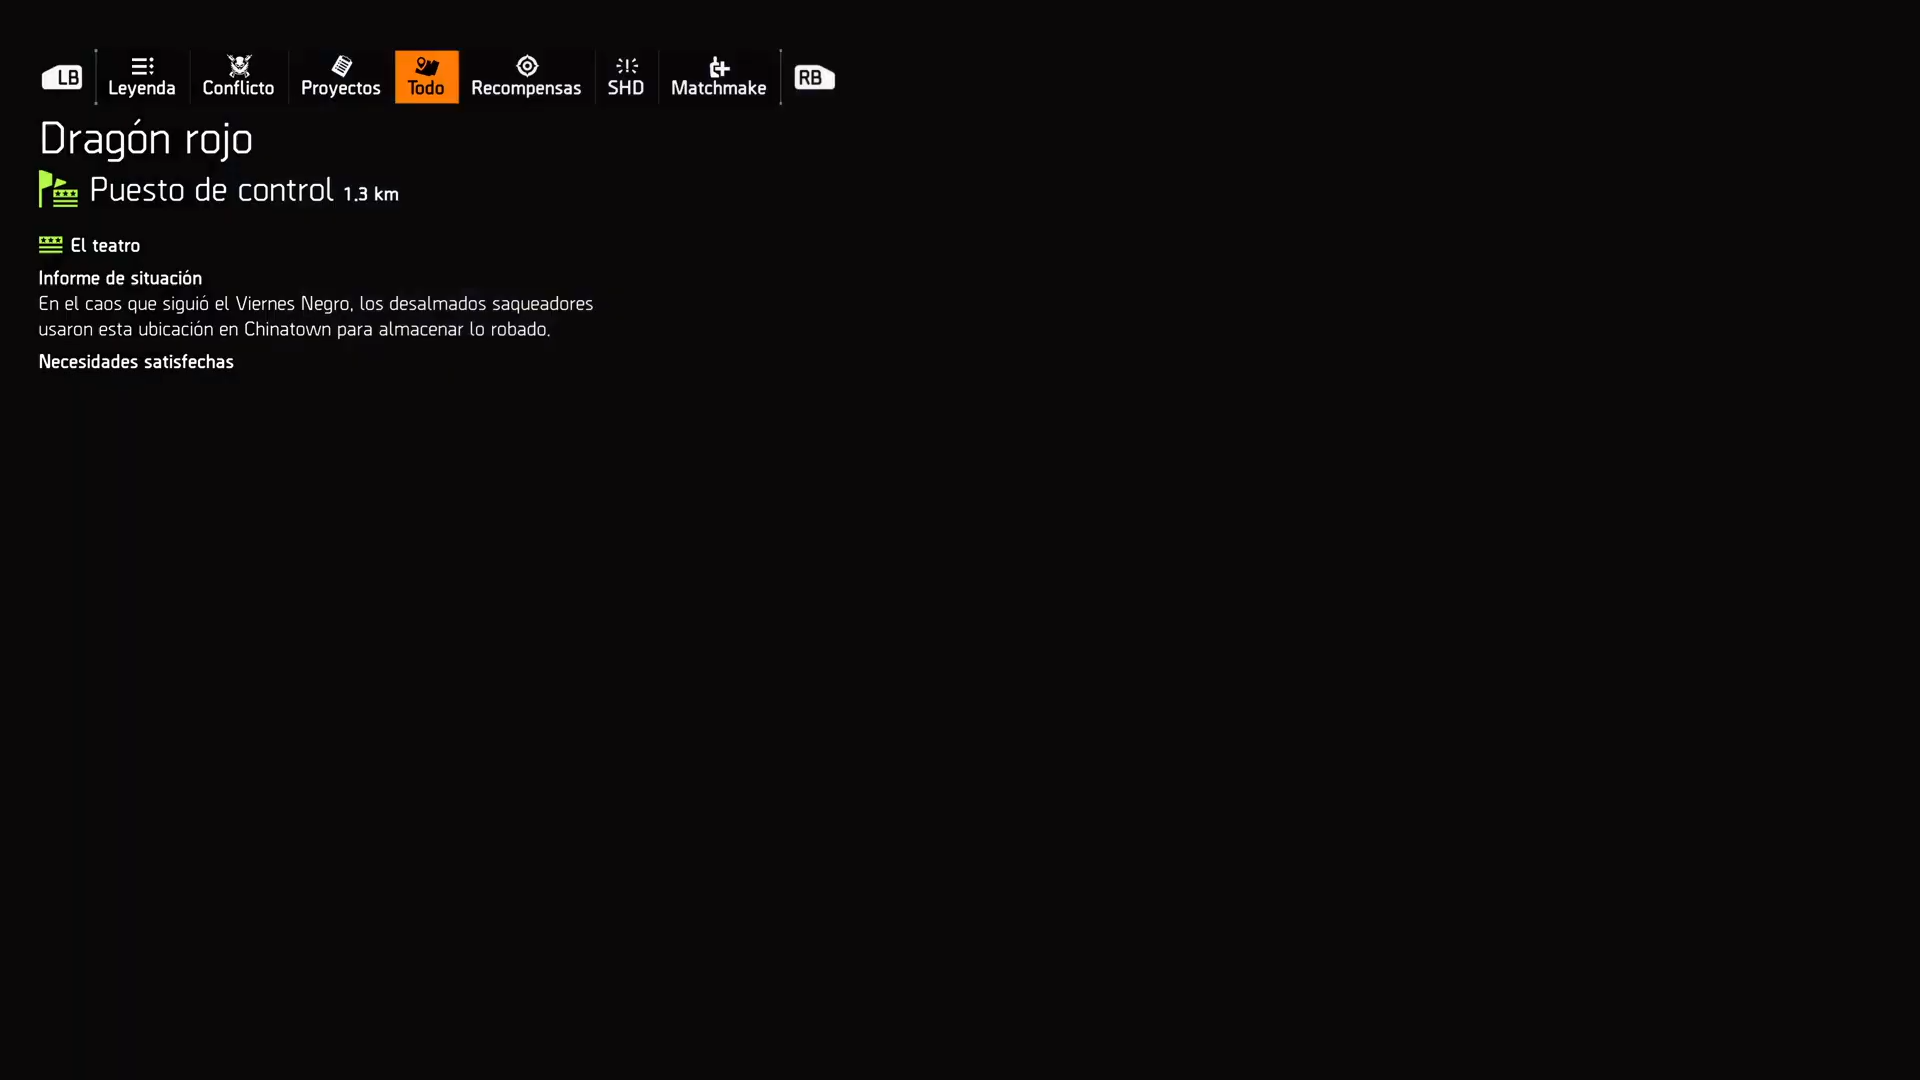 LB
Leyenda
Conflicto
Proyectos
Todo
Recompensas
SHD
Matchmake
RB
Dragón rojo
Puesto de control 1.3 km
El teatro
Informe de situación
En el caos que siguió el Viernes Negro, los desalmados saqueadores
usaron esta ubicación en Chinatown para almacenar lo robado.
Necesidades satisfechas